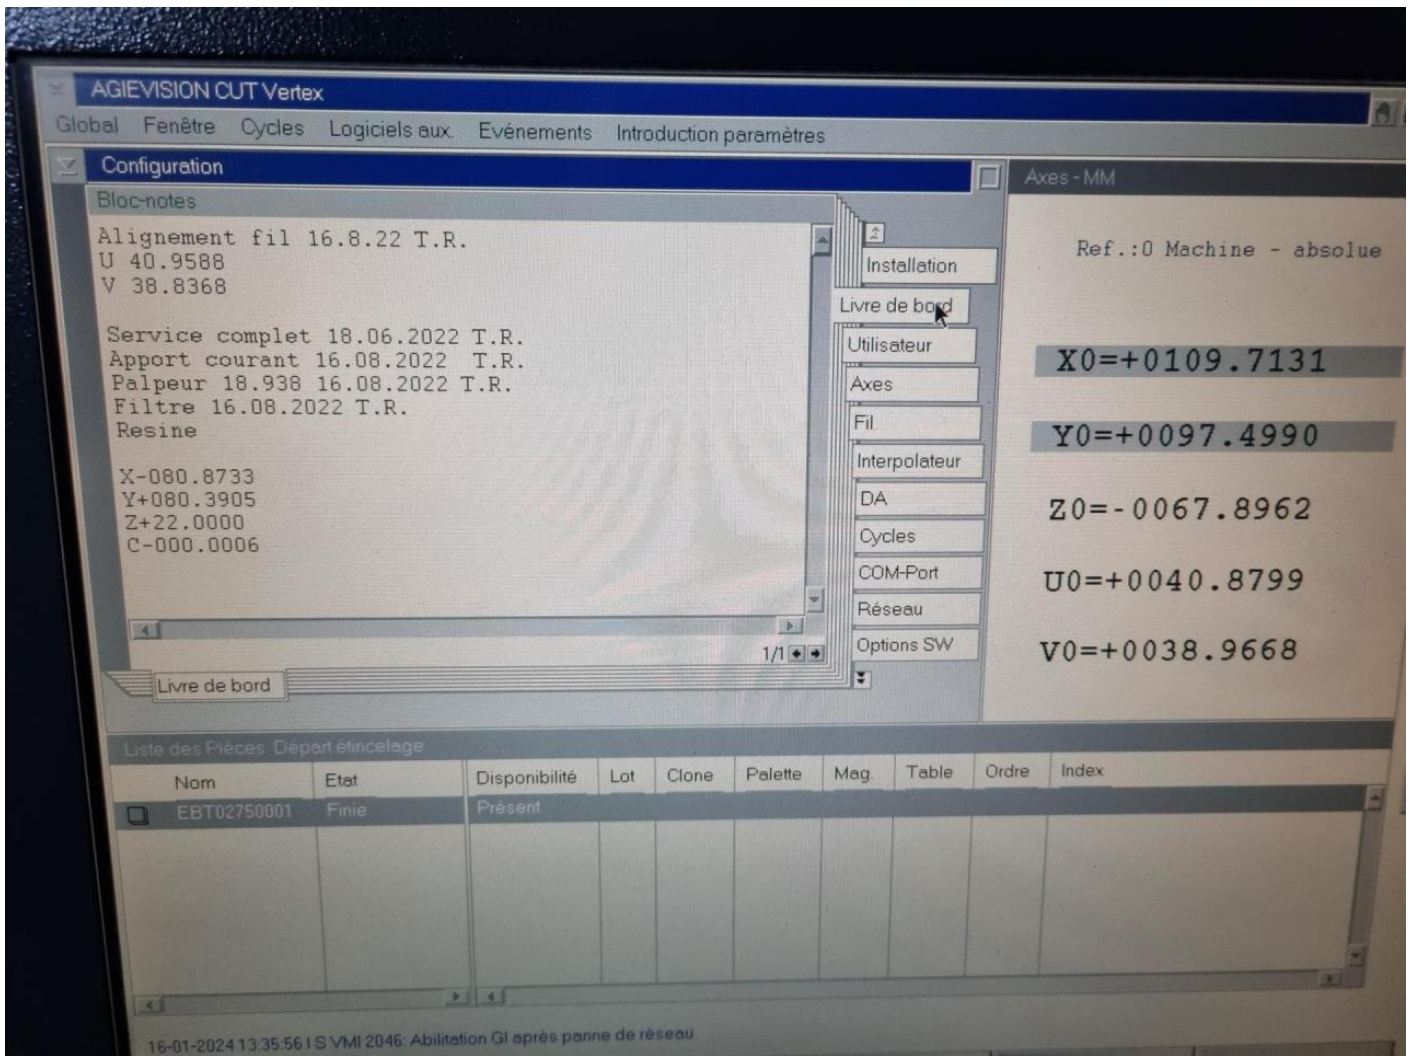 AGIEVISION CUT Vertex
Global Fenêtre Cycles Logiciels aux. Evénements Introduction paramètres
Configuration
Bloc-notes
Alignement fil 16.8.22 T.R.
U 40.9588
V 38.8368
Service complet 18.06.2022 T.R.
Apport courant 16.08.2022 T.R.
Palpeur 18.938 16.08.2022 T.R.
Filtre 16.08.2022 T.R.
Resine
X-080.8733
Y+080.3905
Z+22.0000
C-000.0006
1/1
Livre de bord
Installation
Livre de bord
Utilisateur
Axes
Fil
Interpolateur
DA
Cycles
COM-Port
Réseau
Options SW
Axes - MM
Ref.:0 Machine - absolue
X0=+0109.7131
Y0=+0097.4990
Z0=-0067.8962
U0=+0040.8799
V0=+0038.9668
Liste des Pièces: Départ étincelage
Nom Etat Disponibilité Lot Clone Palette Mag. Table Ordre Index
EBT02750001 Finie Présent
16-01-2024 13:35:56 I S VMI 2046: Abilitation GI après panne de réseau